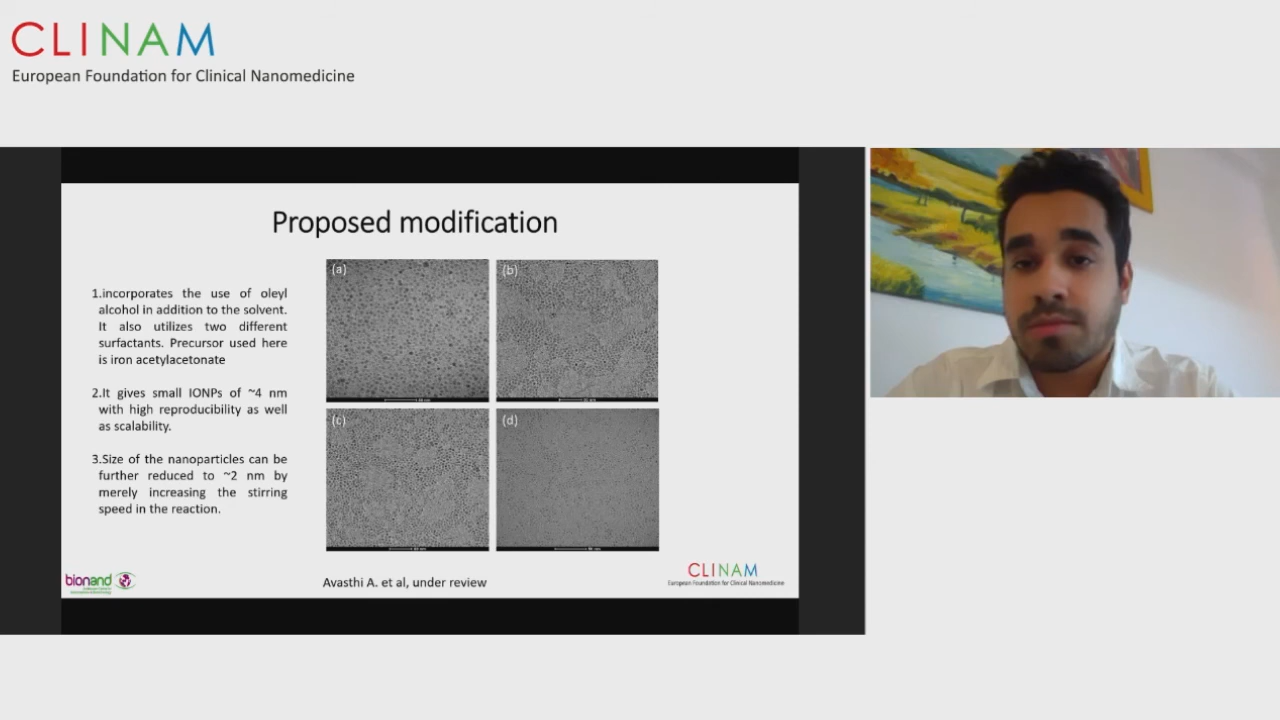 CLINAM
European Foundation for Clinical Nanomedicine
Proposed modification
1.incorporates the use of oleyl
alcohol in addition to the solvent.
It also utilizes two different
surfactants. Precursor used here
is iron acetylacetonate
2.It gives small IONPs of ~4 nm
with high reproducibility as well
as scalability.
3.Size of the nanoparticles can be
further reduced to ~2 nm by
merely increasing the stirring
speed in the reaction.
(a)
(b)
(c)
(d)
Avasthi A. et al, under review
bionand
CLINAM
European Foundation for Clinical Nanomedicine